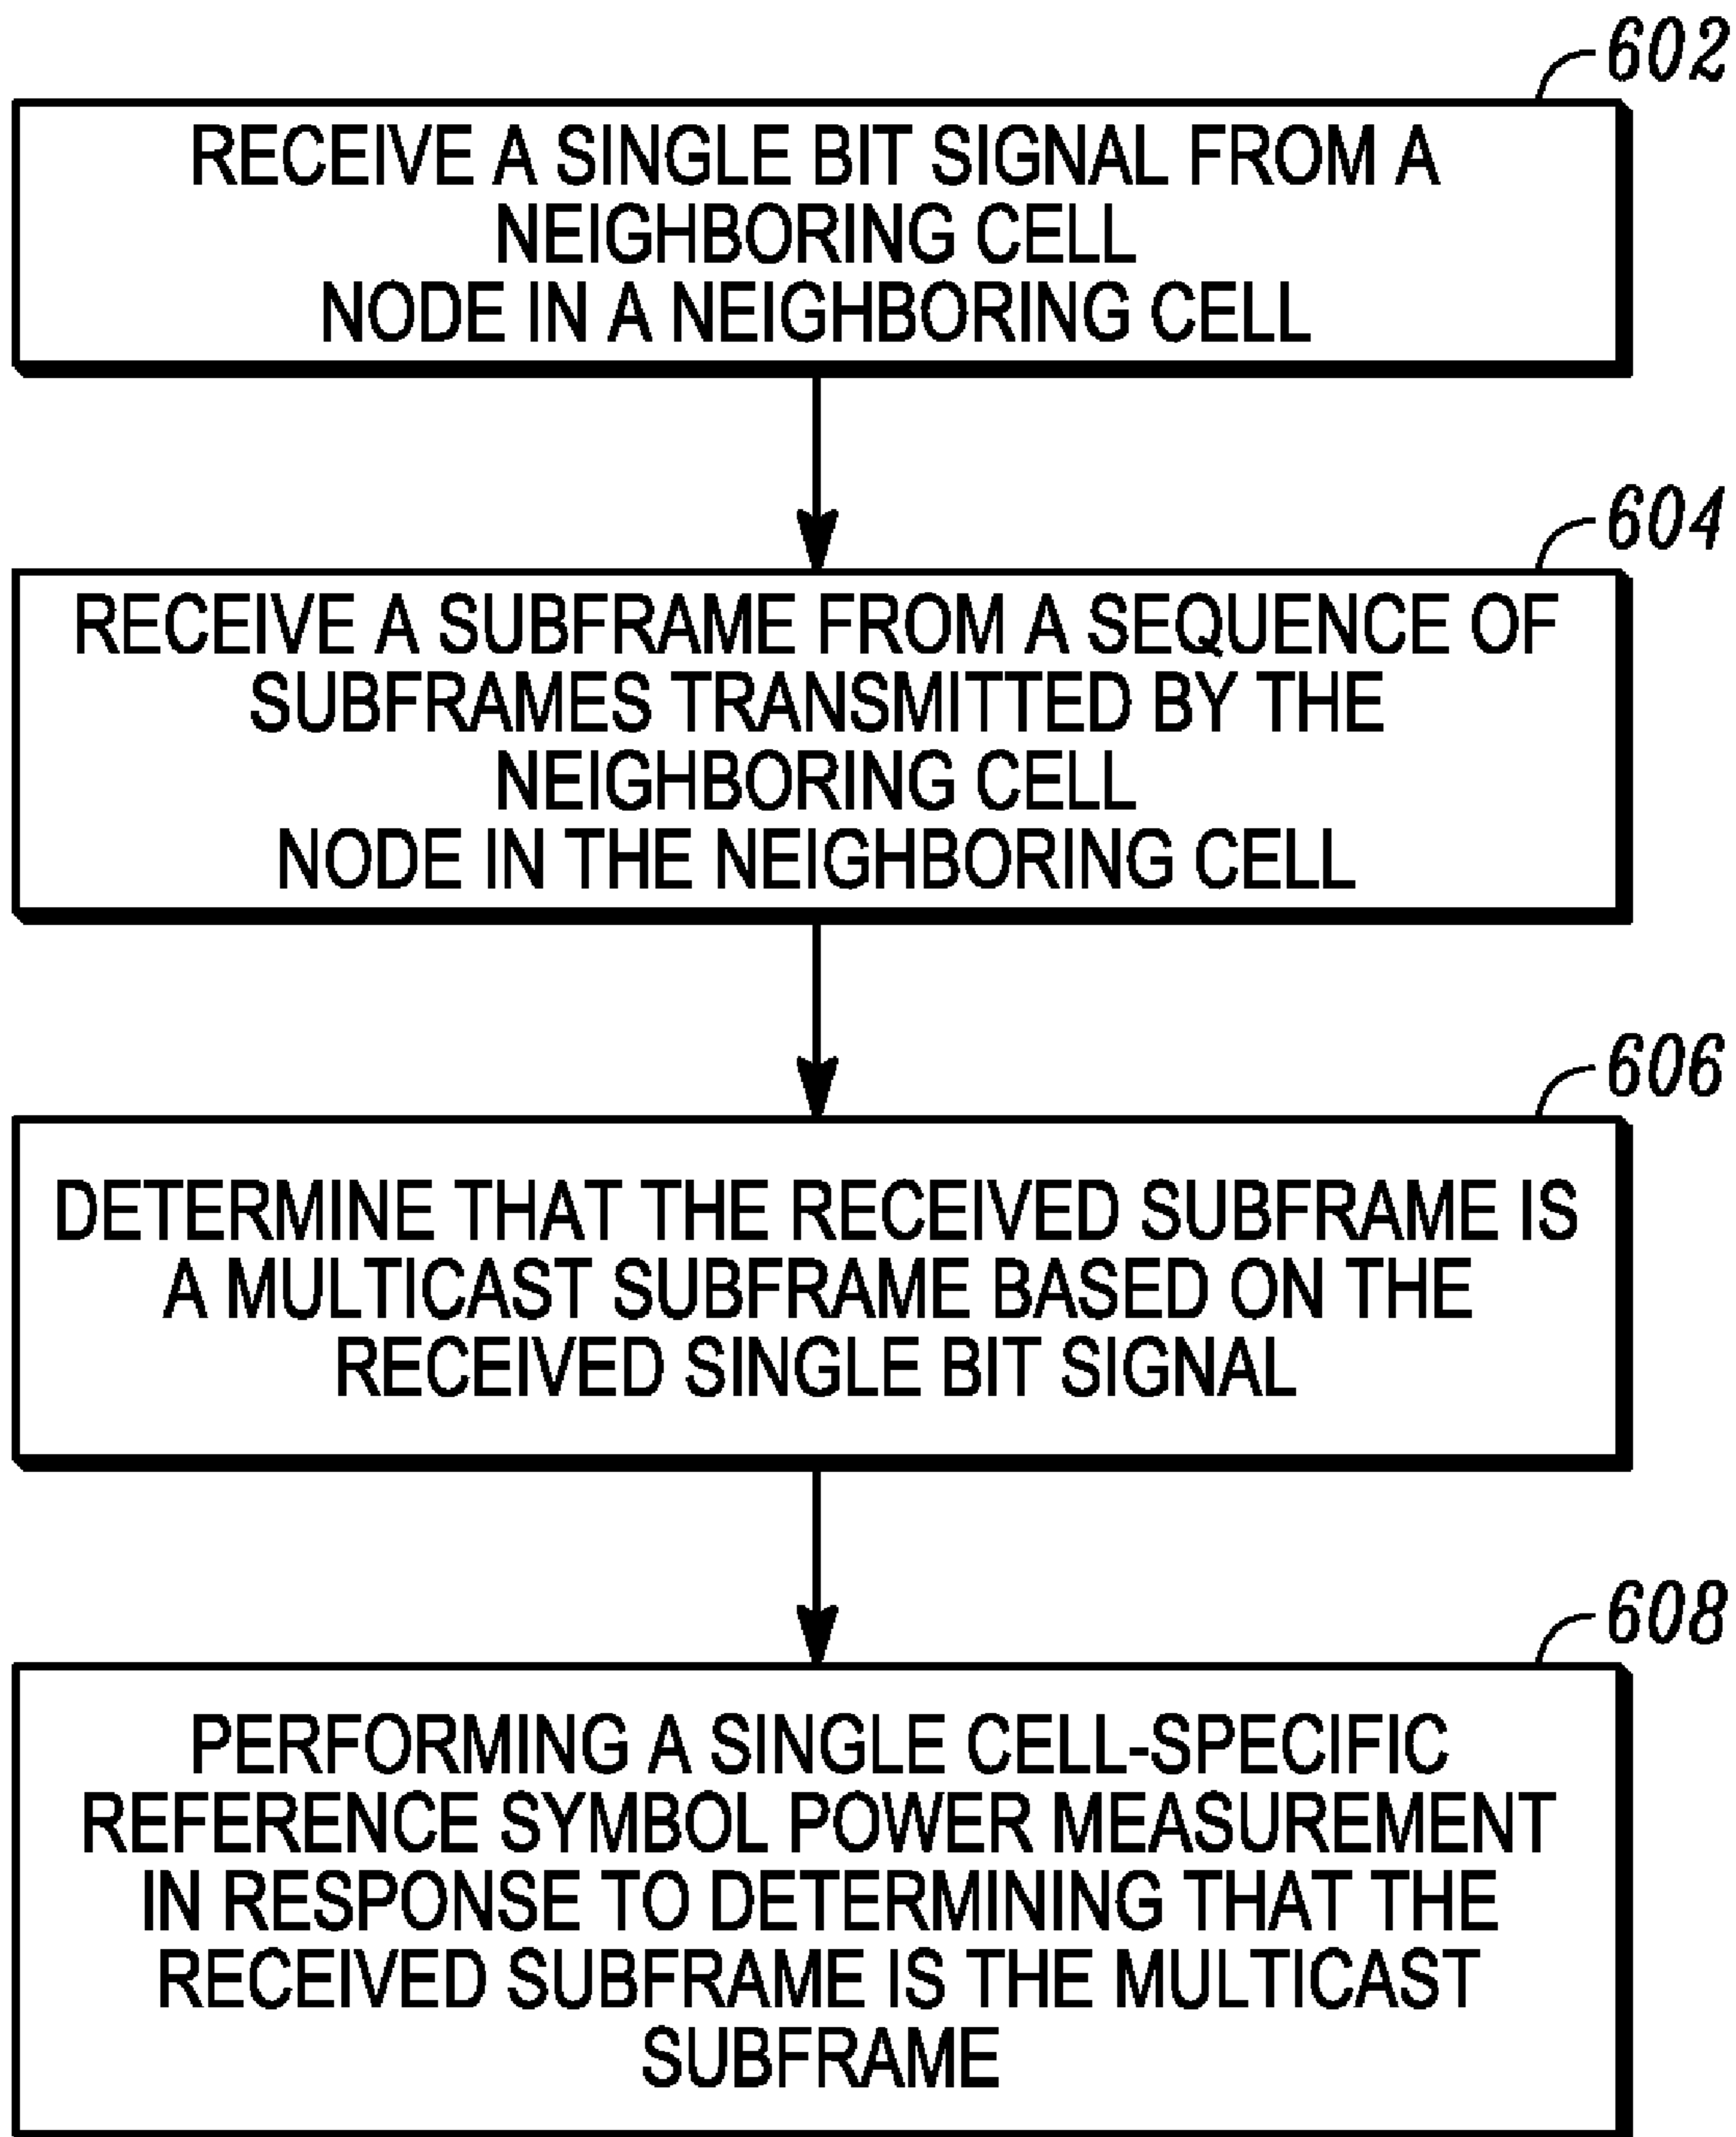 602
RECEIVE A SINGLE BIT SIGNAL FROM A
NEIGHBORING CELL
NODE IN A NEIGHBORING CELL
604
RECEIVE A SUBFRAME FROM A SEQUENCE OF
SUBFRAMES TRANSMITTED BY THE
NEIGHBORING CELL
NODE IN THE NEIGHBORING CELL
606
DETERMINE THAT THE RECEIVED SUBFRAME IS
A MULTICAST SUBFRAME BASED ON THE
RECEIVED SINGLE BIT SIGNAL
608
PERFORMING A SINGLE CELL-SPECIFIC
REFERENCE SYMBOL POWER MEASUREMENT
IN RESPONSE TO DETERMINING THAT THE
RECEIVED SUBFRAME IS THE MULTICAST
SUBFRAME